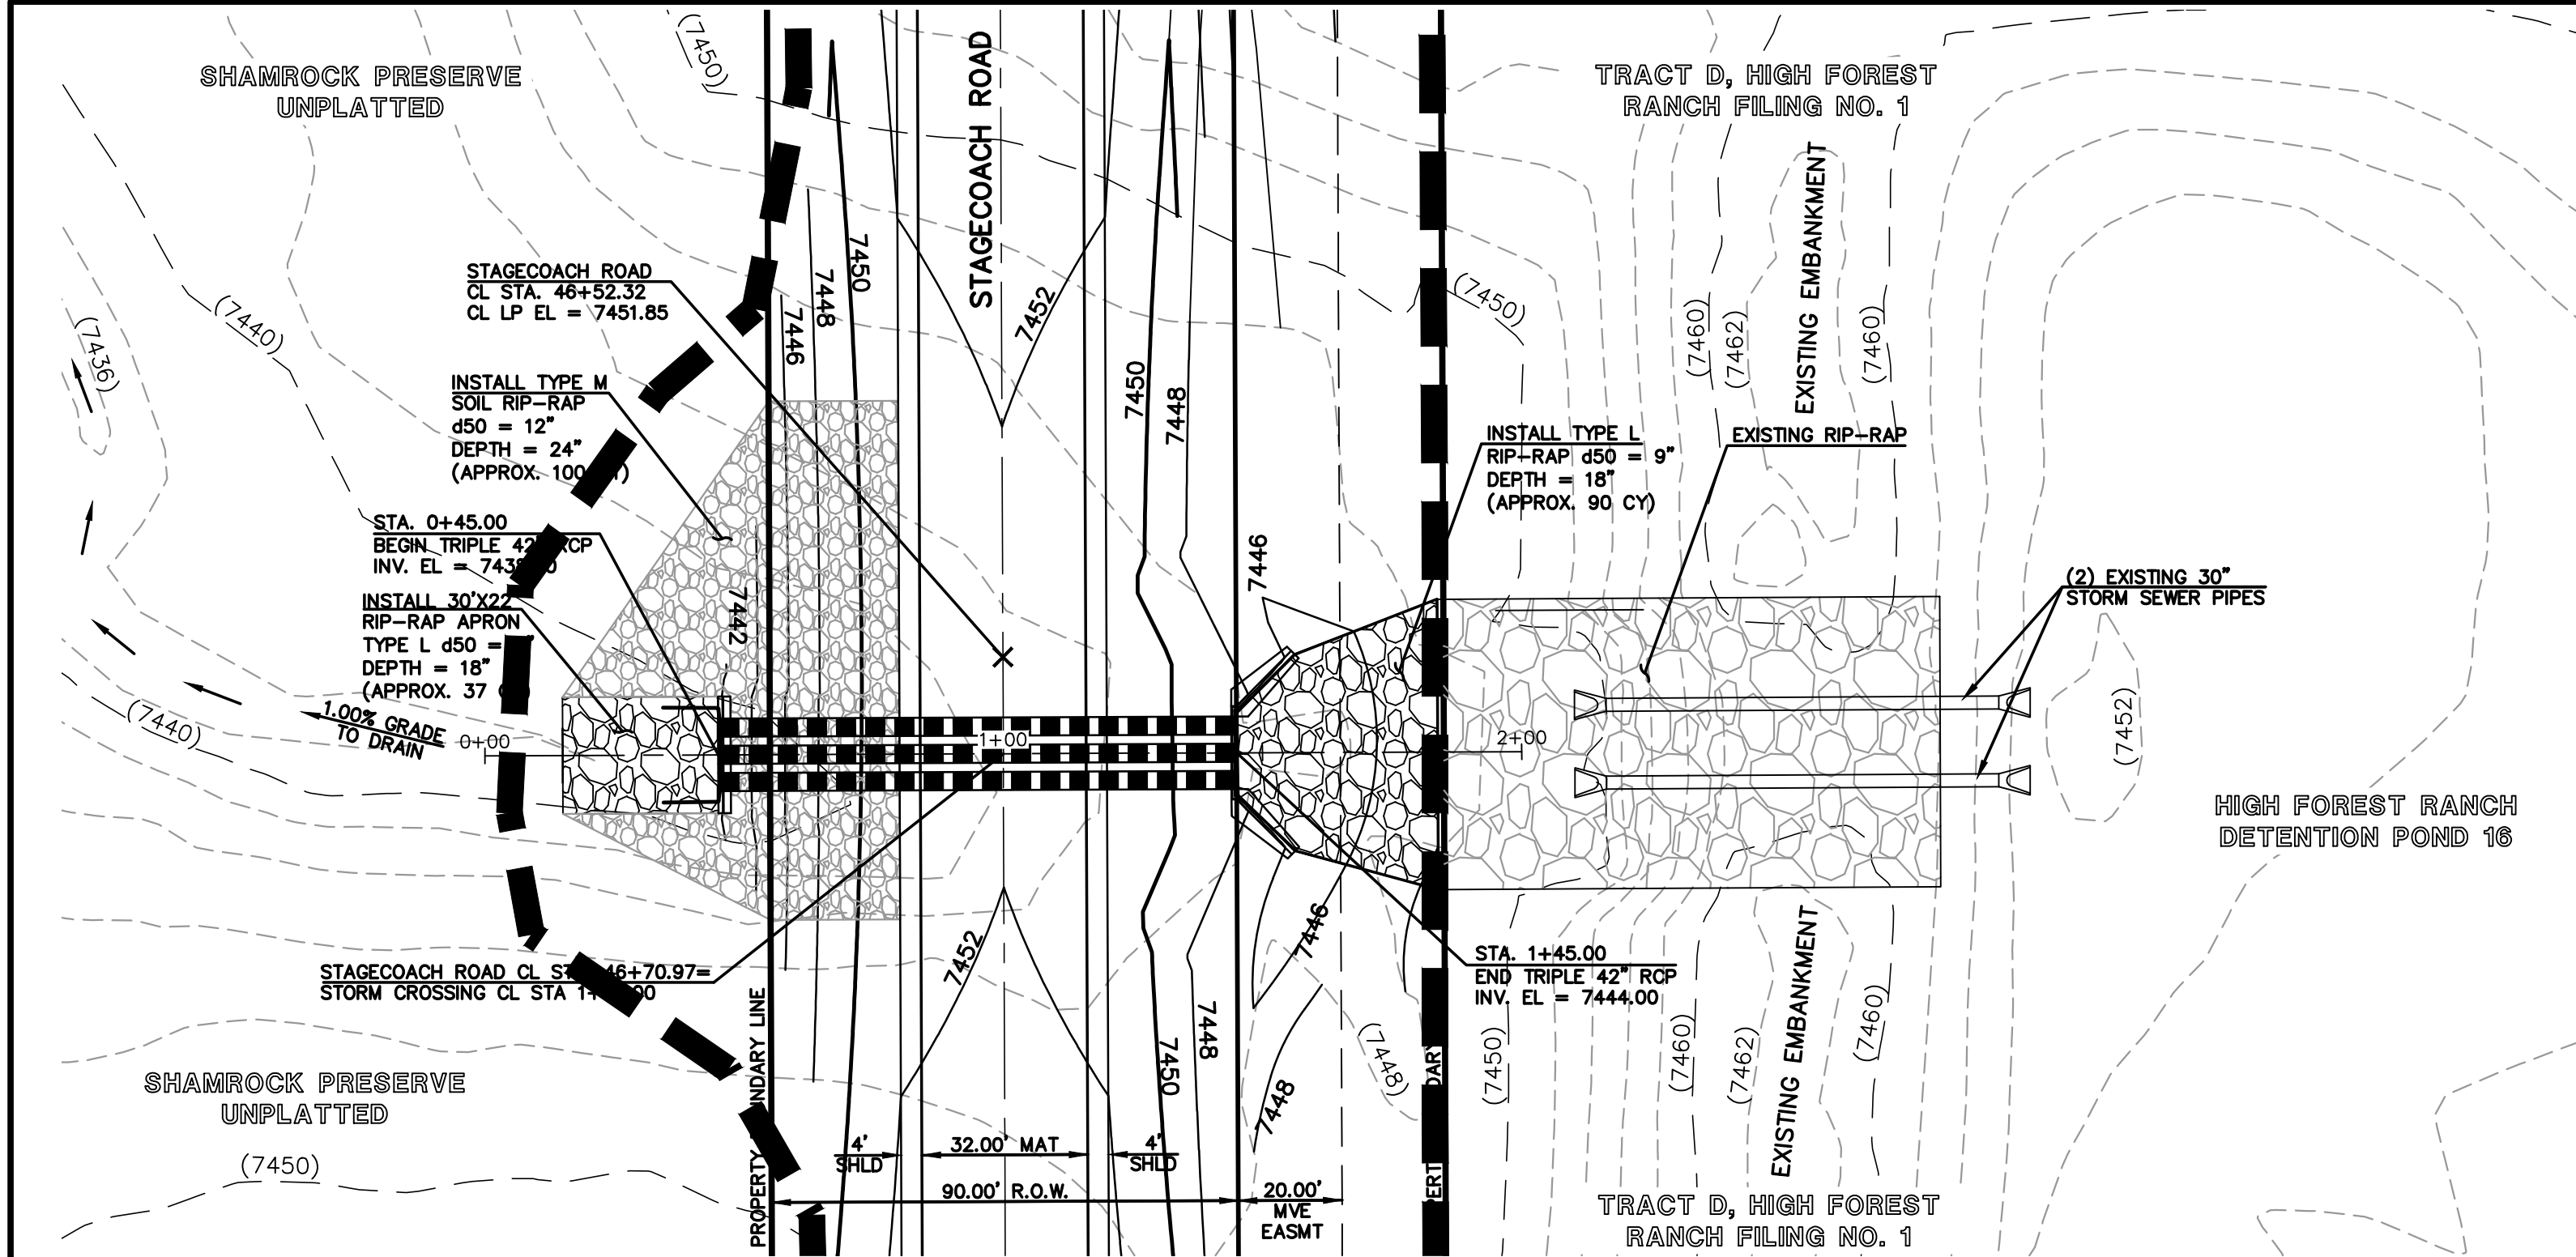 SHAMROCK PRESERVE
UNPLATTED
(7450)
STAGECOACH ROAD
TRACT D, HIGH FOREST
RANCH FILING NO. 1
EXISTING EMBANKMENT
STAGECOACH ROAD
CL STA. 46+52.32
CL LP EL = 7451.85
7450
7448
7446
7452
(7440)
(7436)
(7450)
(7460)
(7462)
(7460)
INSTALL TYPE M
SOIL RIP-RAP
d50 = 12"
DEPTH = 24"
(APPROX. 100
7450
7448
INSTALL TYPE L
RIP-RAP d50 = 9"
DEPTH = 18"
(APPROX. 90 CY)
EXISTING RIP-RAP
STA. 0+45.00
BEGIN TRIPLE 42" RCP
INV. EL =
7446
(2) EXISTING 30"
STORM SEWER PIPES
INSTALL 30'X22'
RIP-RAP APRON
TYPE L d50 =
DEPTH = 18"
(APPROX. 37
7442
(7440)
1.00% GRADE
TO DRAIN
0+00
1+00
2+00
(7452)
HIGH FOREST RANCH
DETENTION POND 16
7452
7446
STAGECOACH ROAD CL 46+70.97=
STORM CROSSING CL STA
STA. 1+45.00
END TRIPLE 42" RCP
INV. EL = 7444.00
PROPERTY
LINE
7450
7448
7448
(7448)
(7450)
(7460)
(7462)
EXISTING EMBANKMENT
(7460)
SHAMROCK PRESERVE
UNPLATTED
(7450)
4'
SHLD
32.00' MAT
4'
SHLD
90.00' R.O.W.
20.00'
MVE
EASMT
TRACT D, HIGH FOREST
RANCH FILING NO. 1